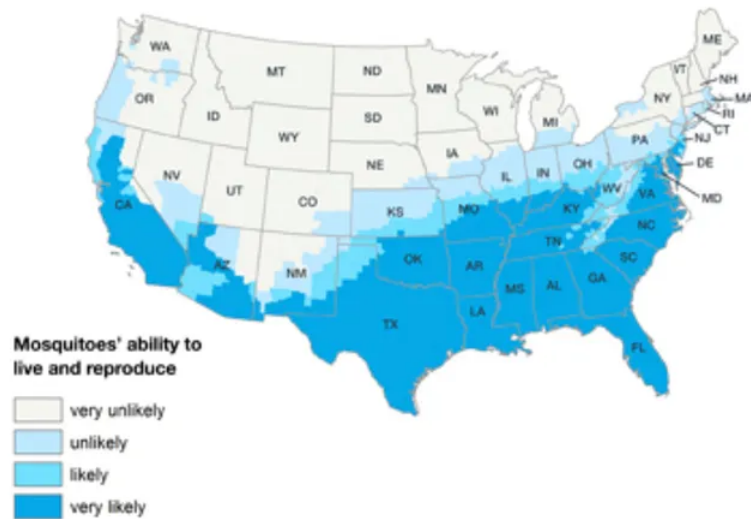 ME
WA
VT
NH
MT
ND
MN
MA
OR
NY
WI
RI
ID
SD
MI
CT
WY
PA
NJ
IA
NE
DE
OH
NV
IL
IN
UT
WV
CO
VA
MD
CA
KS
MO
KY
NC
TN
OK
AZ
NM
AR
SC
GA
MS
AL
LA
TX
FL
Mosquitoes' ability to
live and reproduce
very unlikely
unlikely
likely
very likely